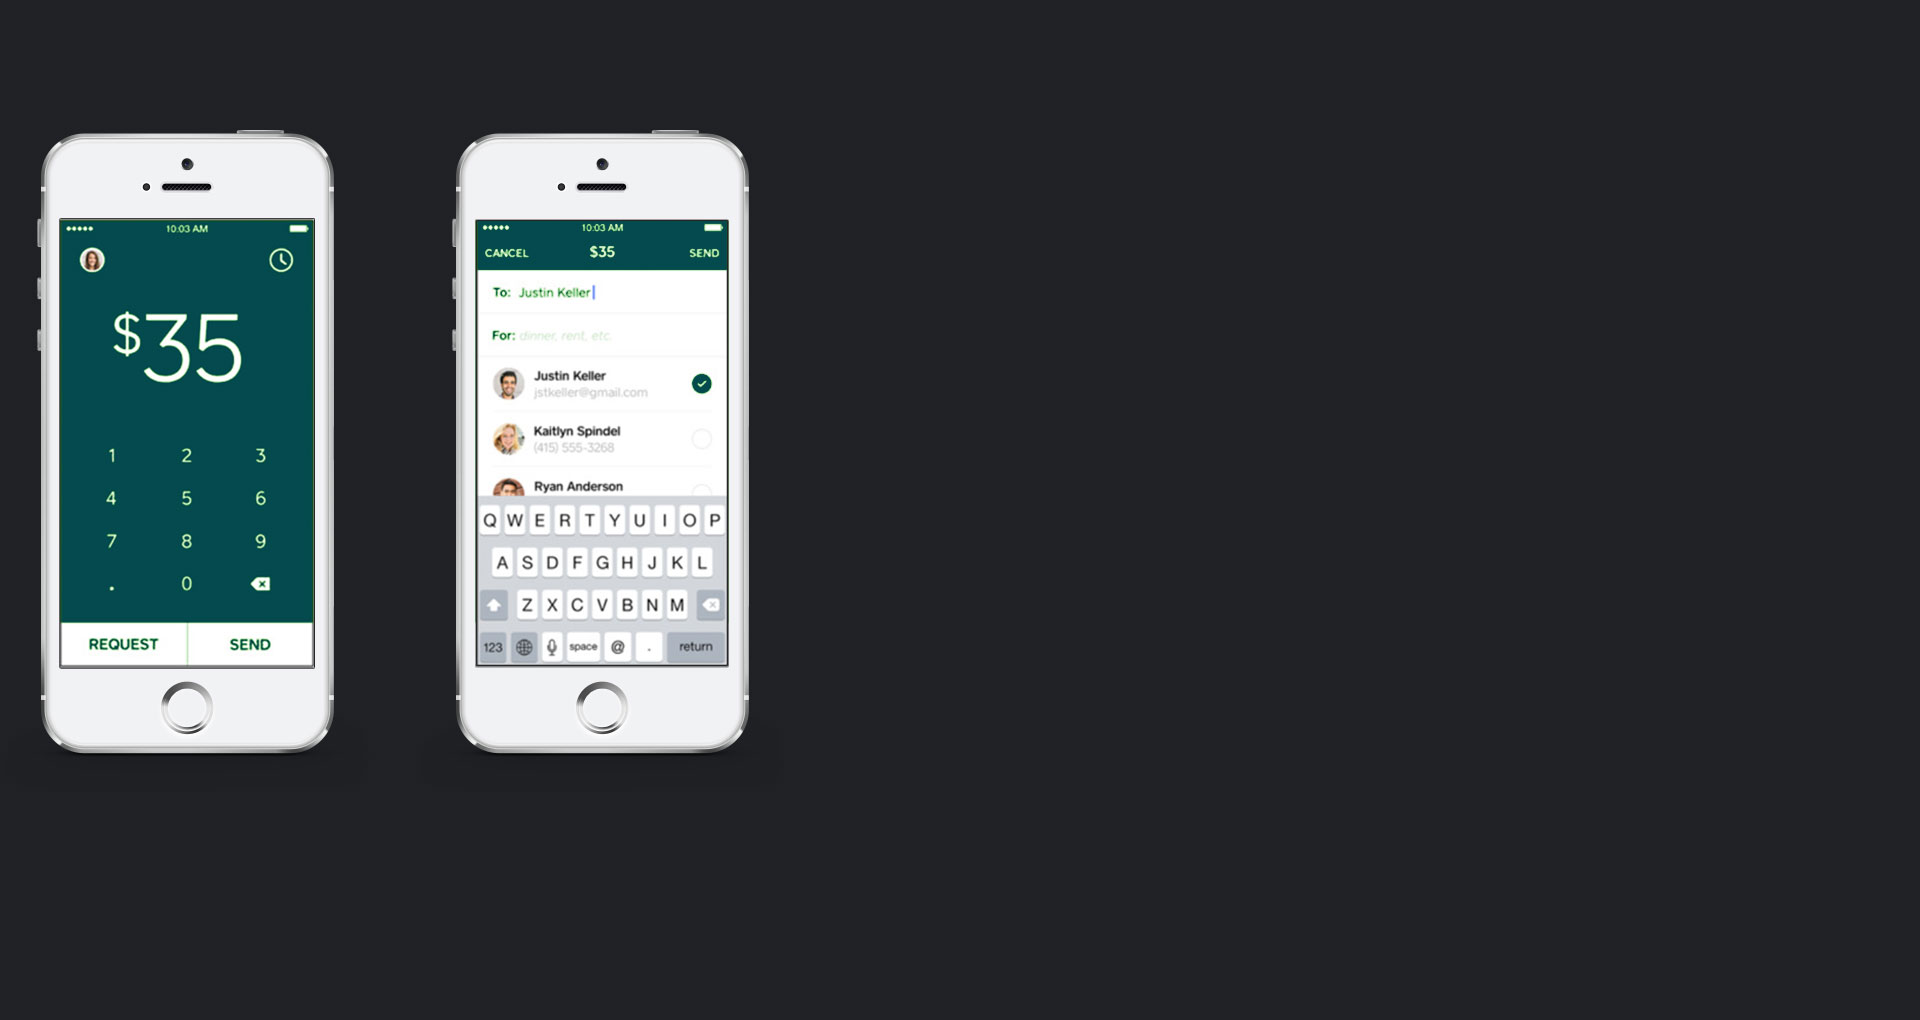 10:03 AM
$35
1 2 3
4 5 6
7 8 9
. 0
REQUEST SEND
10:03 AM
CANCEL $35 SEND
To: Justin Keller
For: dinner, rent, etc.
Justin Keller
jstkeller@gmail.com
Kaitlyn Spindel
(415) 555-3268
Ryan Anderson
Q W E R T Y U I O P
A S D F G H J K L
Z X C V B N M
123 space @ . return